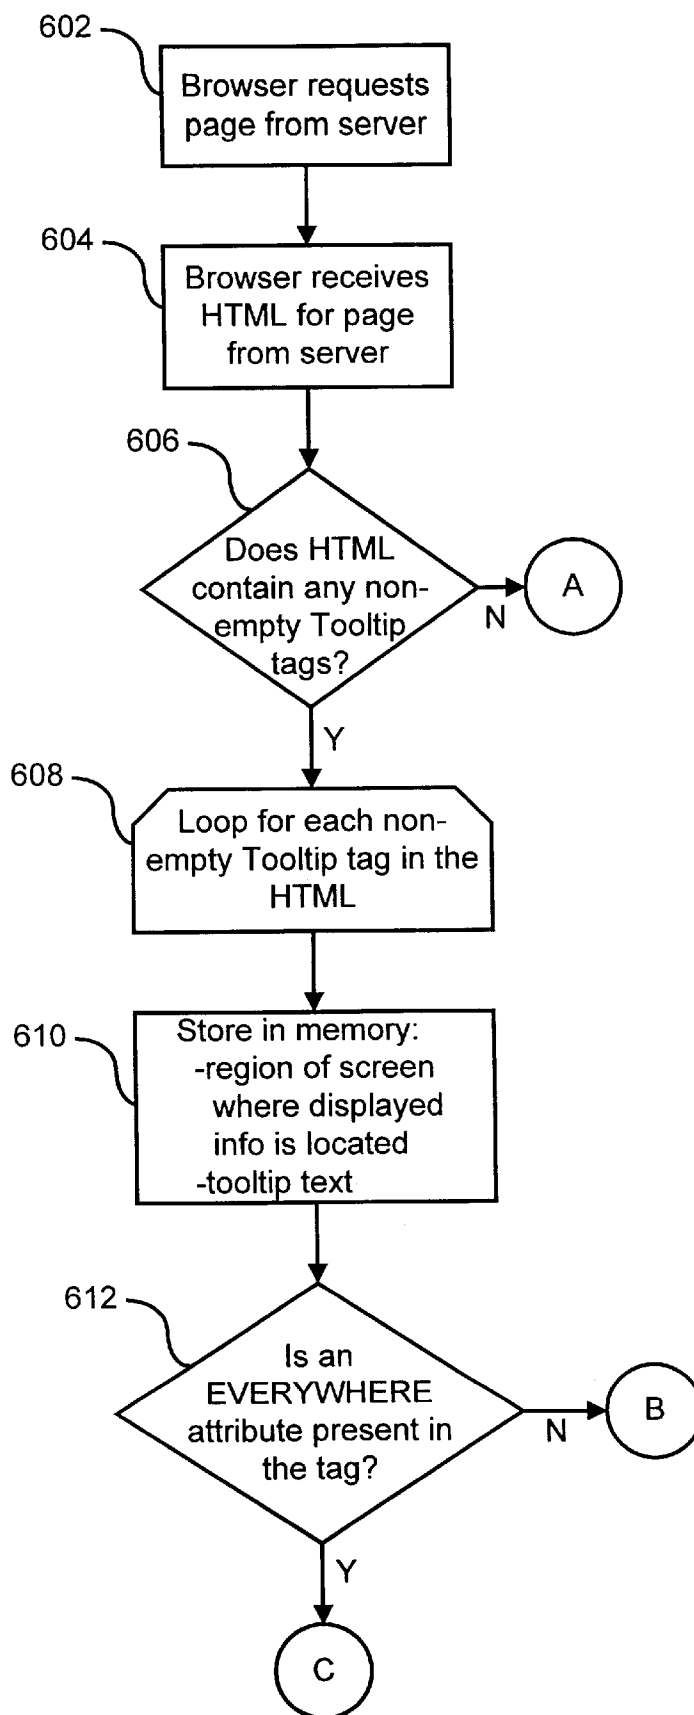 602
Browser requests
page from server
604
Browser receives
HTML for page
from server
606
Does HTML
contain any non-
empty Tooltip
tags?
N
A
Y
608
Loop for each non-
empty Tooltip tag in the
HTML
610
Store in memory:
-region of screen
where displayed
info is located
-tooltip text
612
Is an
EVERYWHERE
attribute present in
the tag?
N
B
Y
C